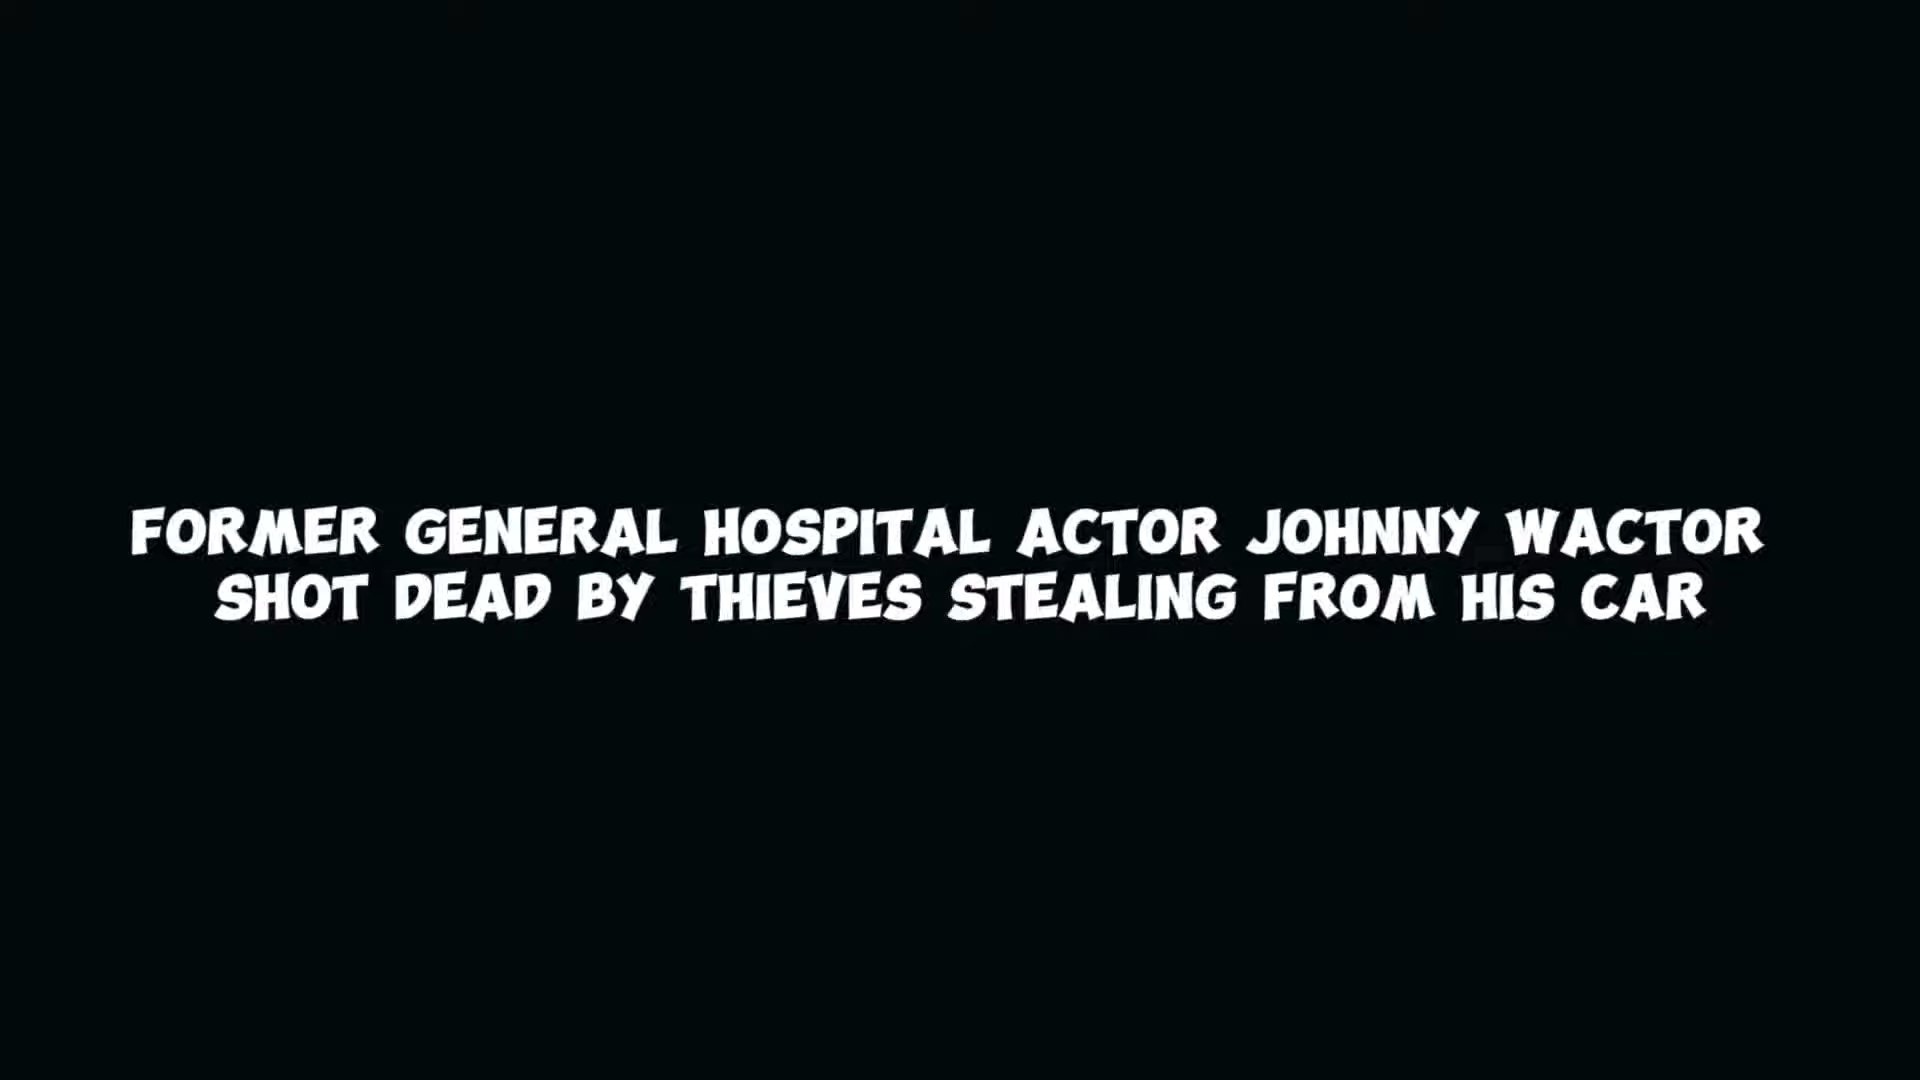 FORMER GENERAL HOSPITAL ACTOR JOHNNY WACTOR
SHOT DEAD BY THIEVES STEALING FROM HIS CAR